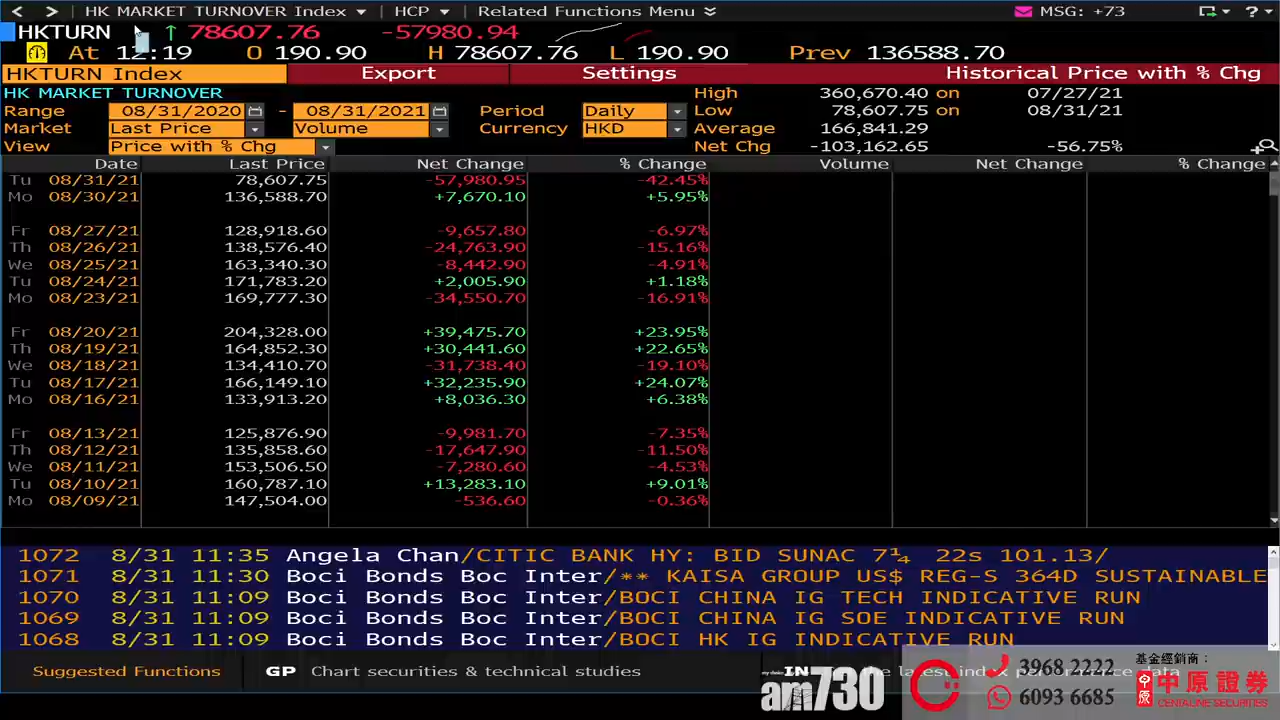 < > HK MARKET TURNOVER Index HCP Related Functions Menu MSG: +73 ?
HKTURN ↑ 78607.76 -57980.94
At 12:19 O 190.90 H 78607.76 L 190.90 Prev 136588.70
HKTURN Index Export Settings Historical Price with % Chg
HK MARKET TURNOVER High 360,670.40 on 07/27/21
Range 08/31/2020 - 08/31/2021 Period Daily Low 78,607.75 on 08/31/21
Market Last Price Volume Currency HKD Average 166,841.29
View Price with % Chg Net Chg -103,162.65 -56.75%
Date Last Price Net Change % Change Volume Net Change % Change
Tu 08/31/21 78,607.75 -57,980.95 -42.45%
Mo 08/30/21 136,588.70 +7,670.10 +5.95%
Fr 08/27/21 128,918.60 -9,657.80 -6.97%
Th 08/26/21 138,576.40 -24,763.90 -15.16%
We 08/25/21 163,340.30 -8,442.90 -4.91%
Tu 08/24/21 171,783.20 +2,005.90 +1.18%
Mo 08/23/21 169,777.30 -34,550.70 -16.91%
Fr 08/20/21 204,328.00 +39,475.70 +23.95%
Th 08/19/21 164,852.30 +30,441.60 +22.65%
We 08/18/21 134,410.70 -31,738.40 -19.10%
Tu 08/17/21 166,149.10 +32,235.90 +24.07%
Mo 08/16/21 133,913.20 +8,036.30 +6.38%
Fr 08/13/21 125,876.90 -9,981.70 -7.35%
Th 08/12/21 135,858.60 -17,647.90 -11.50%
We 08/11/21 153,506.50 -7,280.60 -4.53%
Tu 08/10/21 160,787.10 +13,283.10 +9.01%
Mo 08/09/21 147,504.00 -536.60 -0.36%
1072 8/31 11:35 Angela Chan/CITIC BANK HY: BID SUNAC 7¼ 22s 101.13/
1071 8/31 11:30 Boci Bonds Boc Inter/** KAISA GROUP US$ REG-S 364D SUSTAINABLE
1070 8/31 11:09 Boci Bonds Boc Inter/BOCI CHINA IG TECH INDICATIVE RUN
1069 8/31 11:09 Boci Bonds Boc Inter/BOCI CHINA IG SOE INDICATIVE RUN
1068 8/31 11:09 Boci Bonds Boc Inter/BOCI HK IG INDICATIVE RUN
Suggested Functions GP Chart securities & technical studies IN
am730
3968 2222
6093 6685
基金經銷商：
中原證券
CENTALINE SECURITIES